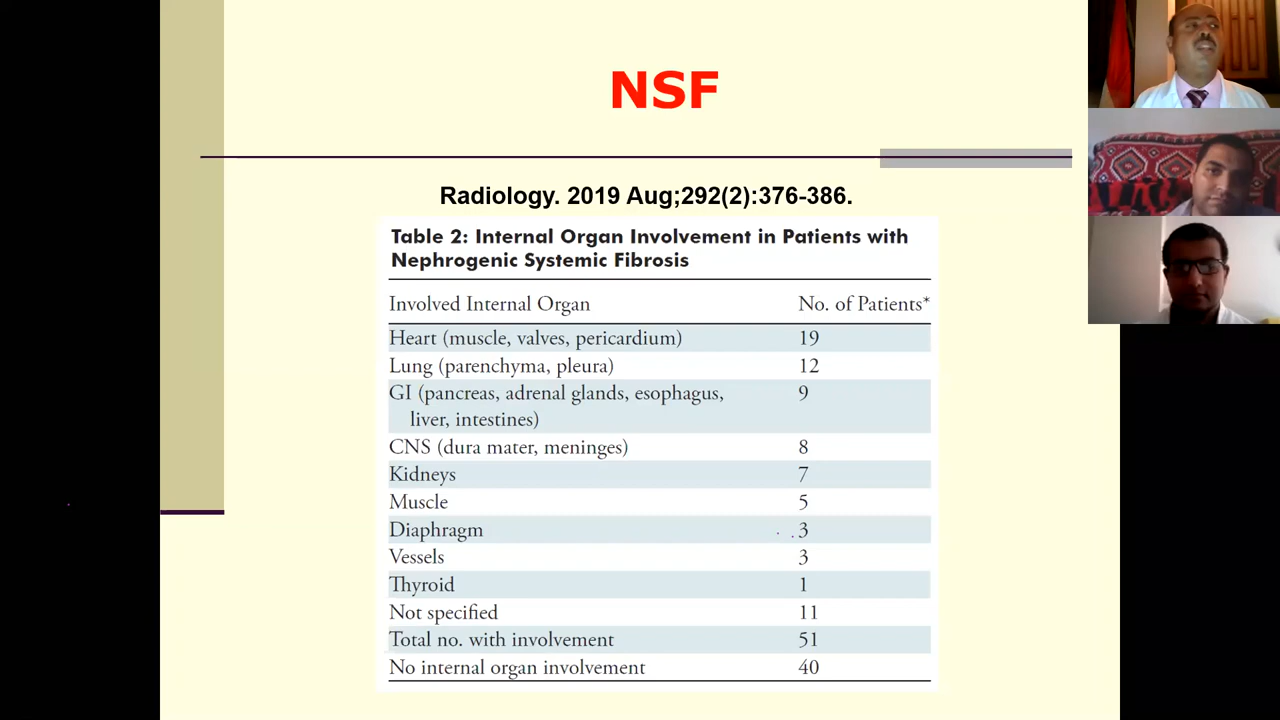 NSF
Radiology. 2019 Aug;292(2):376-386.
Table 2: Internal Organ Involvement in Patients with
Nephrogenic Systemic Fibrosis
Involved Internal Organ No. of Patients*
Heart (muscle, valves, pericardium) 19
Lung (parenchyma, pleura) 12
GI (pancreas, adrenal glands, esophagus, 9
liver, intestines)
CNS (dura mater, meninges) 8
Kidneys 7
Muscle 5
Diaphragm 3
Vessels 3
Thyroid 1
Not specified 11
Total no. with involvement 51
No internal organ involvement 40